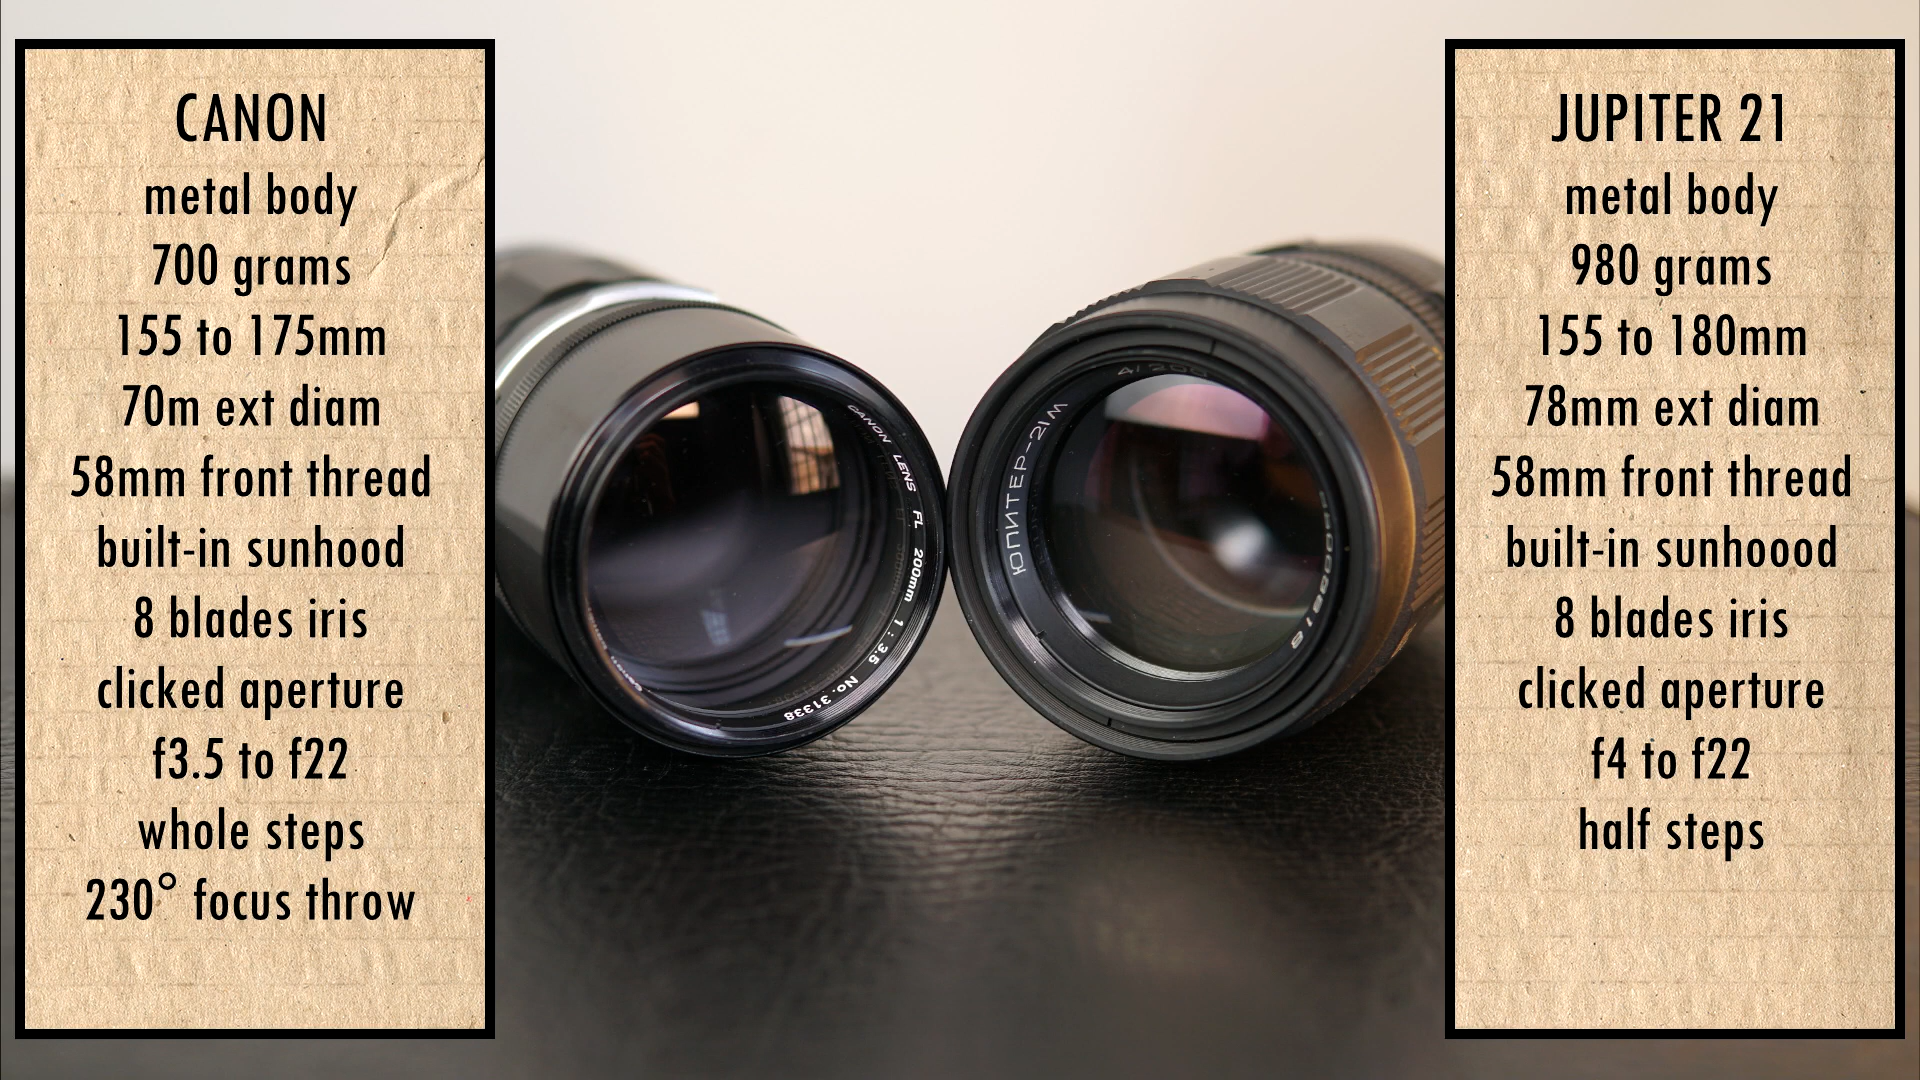 CANON
metal body
700 grams
155 to 175mm
70m ext diam
58mm front thread
built-in sunhood
8 blades iris
clicked aperture
f3.5 to f22
whole steps
230° focus throw
CANON LENS FL 200mm 1:3.5 No. 31338
ЮПИТЕР-21М
4/200
JUPITER 21
metal body
980 grams
155 to 180mm
78mm ext diam
58mm front thread
built-in sunhoood
8 blades iris
clicked aperture
f4 to f22
half steps